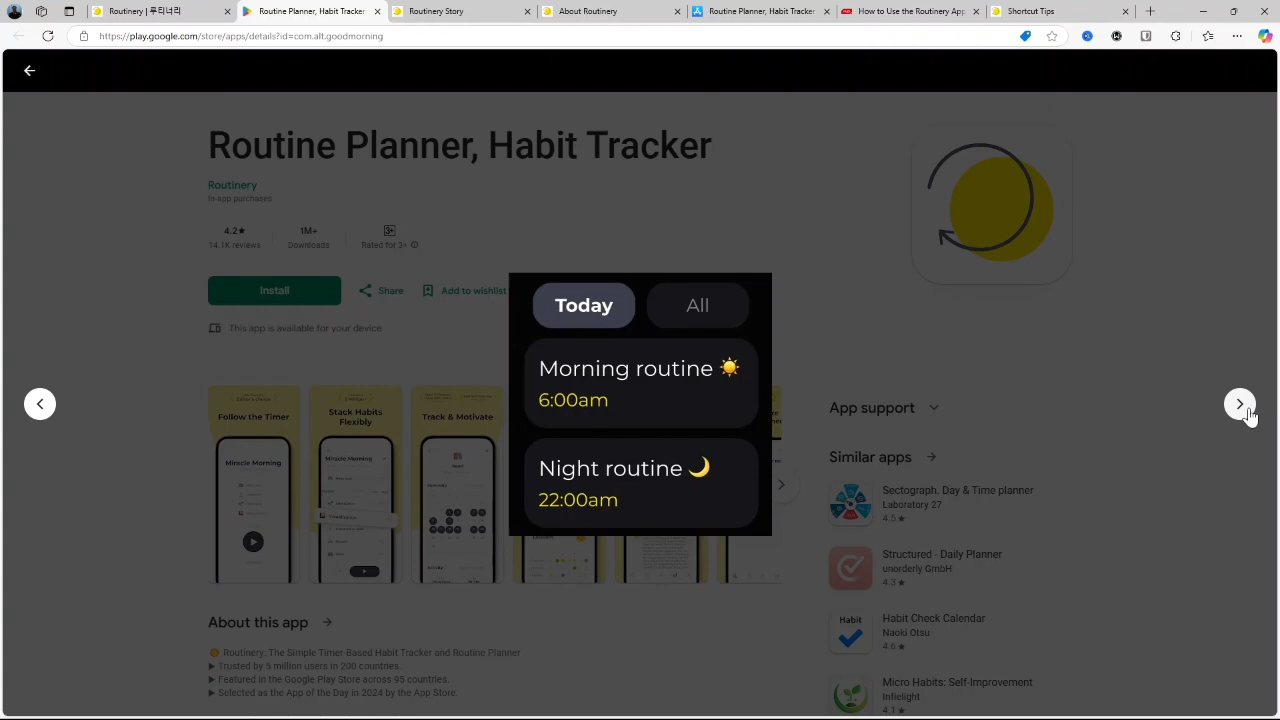 Routinery | 루티너리
Routine Planner, Habit Tracker
Routinery Story
About Routinery
Routine Planner, Habit Tracker
How to Use the Routinery App
Shortcut Tips
https://play.google.com/store/apps/details?id=com.alt.goodmorning
Routine Planner, Habit Tracker
Routinery
In-app purchases
4.2★
14.1K reviews
1M+
Downloads
3+
Rated for 3+
Install
Share
Add to wishlist
This app is available for your device
Today
All
Morning routine ☀️
6:00am
Night routine 🌙
22:00am
Follow the Timer
Miracle Morning
Stack Habits
Flexibly
Miracle Morning
Track & Motivate
App support
Similar apps
Sectograph. Day & Time planner
Laboratory 27
4.5★
Structured - Daily Planner
unorderly GmbH
4.3★
Habit
Habit Check Calendar
Naoki Otsu
4.6★
Micro Habits: Self-Improvement
Infielight
4.1★
About this app
Routinery: The Simple Timer-Based Habit Tracker and Routine Planner
▶ Trusted by 5 million users in 200 countries.
▶ Featured in the Google Play Store across 95 countries.
▶ Selected as the App of the Day in 2024 by the App Store.